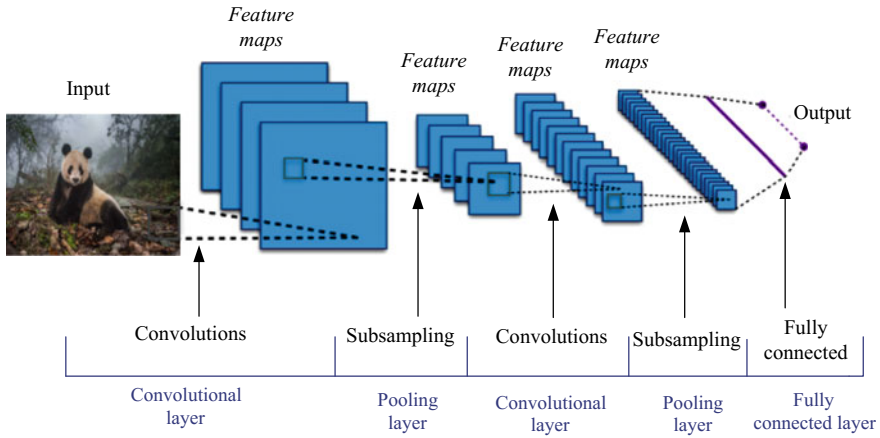 Feature
maps
Feature
maps
Feature
maps
Feature
maps
Input
Output
Convolutions
Subsampling
Convolutions
Subsampling
Fully
connected
Convolutional
layer
Pooling
layer
Convolutional
layer
Pooling
layer
Fully
connected layer